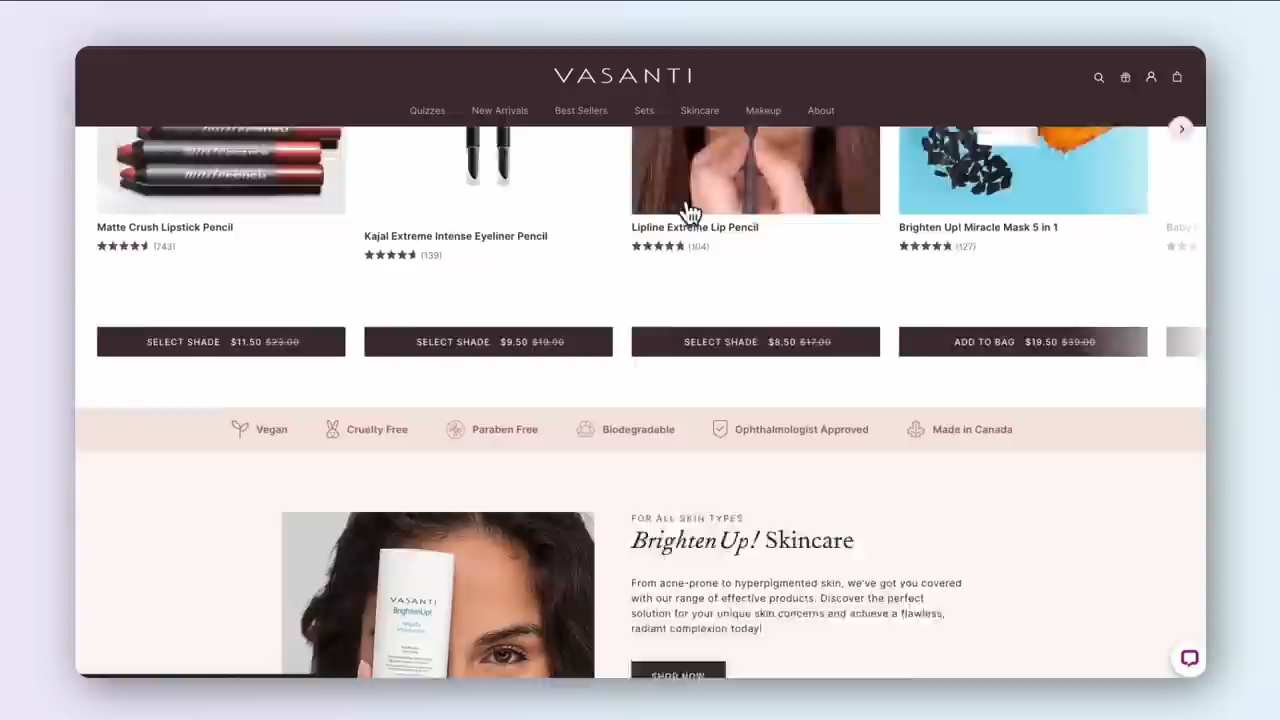 VASANTI
Quizzes New Arrivals Best Sellers Sets Skincare Makeup About
Matte Crush Lipstick Pencil
(743)
Kajal Extreme Intense Eyeliner Pencil
(139)
Lipline Extreme Lip Pencil
(104)
Brighten Up! Miracle Mask 5 in 1
(127)
Baby
SELECT SHADE $11.50 $23.00
SELECT SHADE $9.50 $19.00
SELECT SHADE $8.50 $17.00
ADD TO BAG $19.50 $39.00
Vegan Cruelty Free Paraben Free Biodegradable Ophthalmologist Approved Made in Canada
VASANTI
BrightenUp!
FOR ALL SKIN TYPES
Brighten Up! Skincare
From acne-prone to hyperpigmented skin, we've got you covered
with our range of effective products. Discover the perfect
solution for your unique skin concerns and achieve a flawless,
radiant complexion today!
SHOP NOW